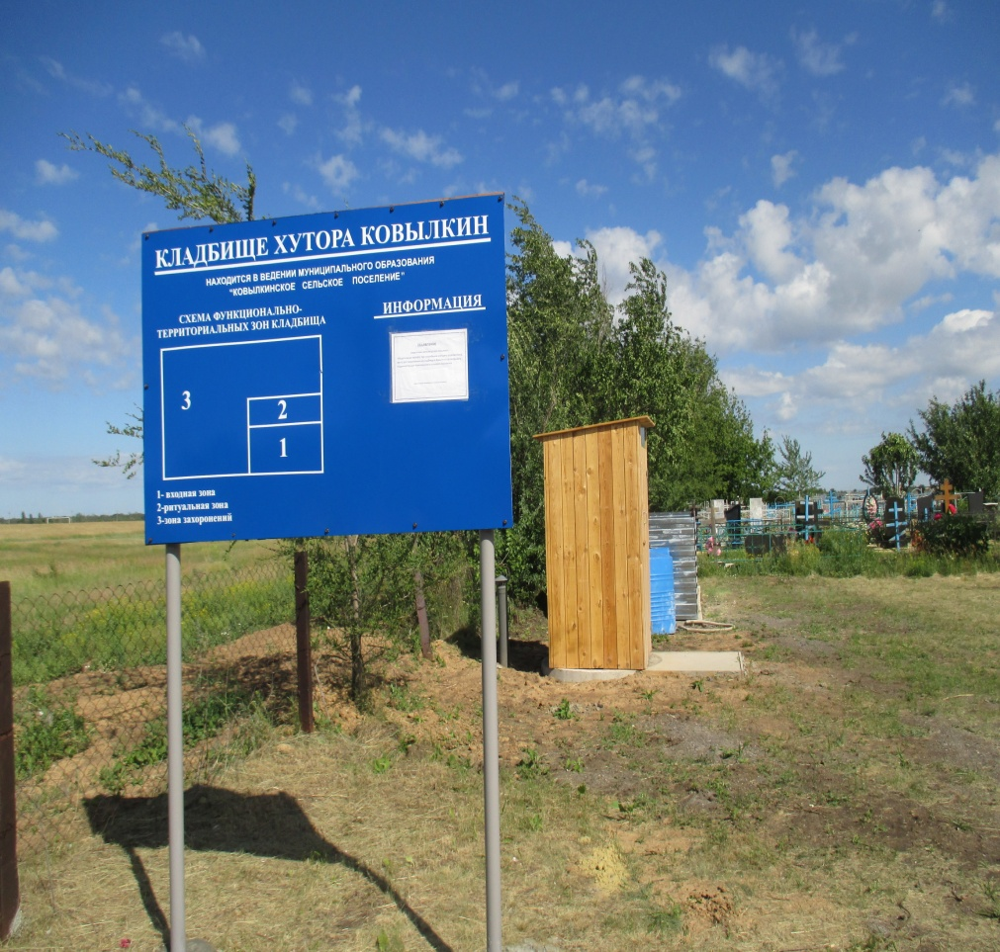 КЛАДБИЩЕ ХУТОРА КОВЫЛКИН
НАХОДИТСЯ В ВЕДЕНИИ МУНИЦИПАЛЬНОГО ОБРАЗОВАНИЯ
"КОВЫЛКИНСКОЕ СЕЛЬСКОЕ ПОСЕЛЕНИЕ"
СХЕМА ФУНКЦИОНАЛЬНО-
ТЕРРИТОРИАЛЬНЫХ ЗОН КЛАДБИЩА
3
2
1
1- входная зона
2-ритуальная зона
3-зона захоронений
ИНФОРМАЦИЯ